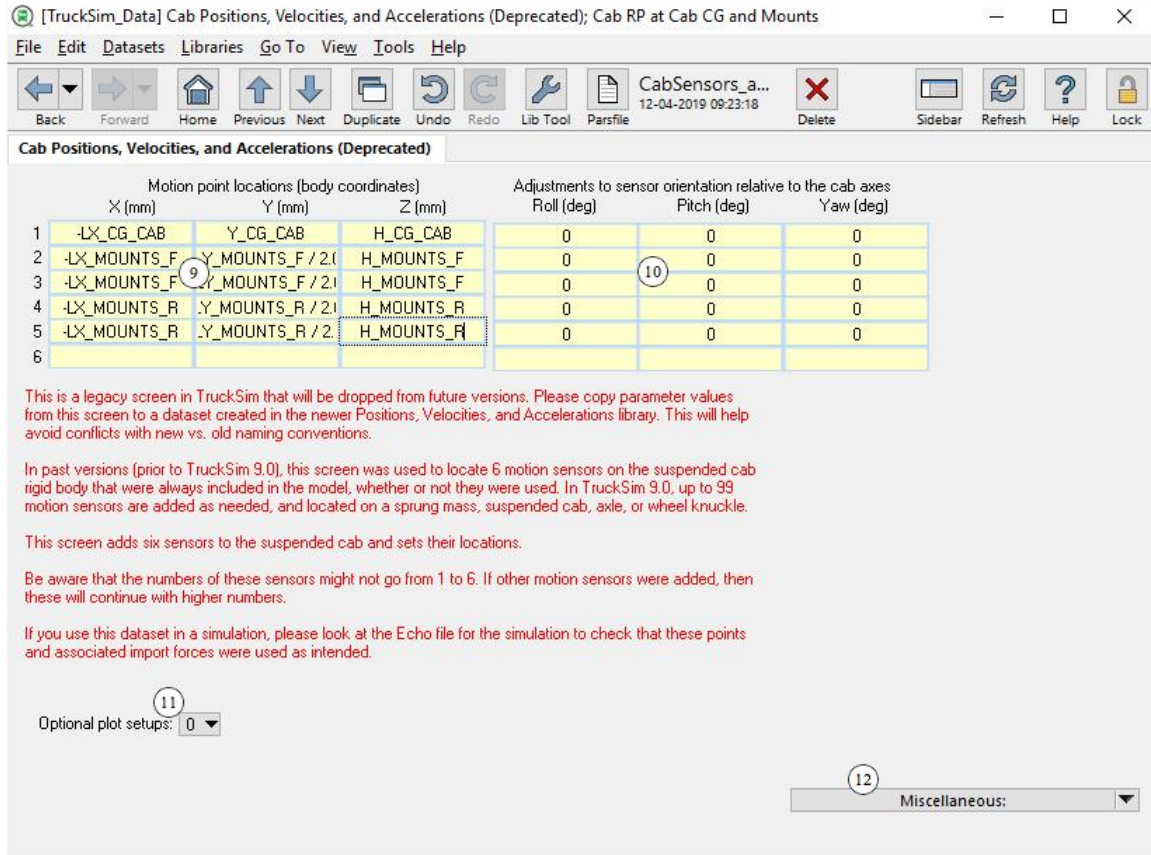 [TruckSim_Data] Cab Positions, Velocities, and Accelerations (Deprecated); Cab RP at Cab CG and Mounts
File Edit Datasets Libraries Go To View Tools Help
CabSensors_a...
12-04-2019 09:23:18
Back Forward Home Previous Next Duplicate Undo Redo Lib Tool Parsfile Delete Sidebar Refresh Help Lock
Cab Positions, Velocities, and Accelerations (Deprecated)
Motion point locations (body coordinates) Adjustments to sensor orientation relative to the cab axes
X (mm) Y (mm) Z (mm) Roll (deg) Pitch (deg) Yaw (deg)
1 -LX_CG_CAB Y_CG_CAB H_CG_CAB 0 0 0
2 -LX_MOUNTS_F Y_MOUNTS_F / 2.( H_MOUNTS_F 0 0 0
9 10
3 -LX_MOUNTS_F Y_MOUNTS_F / 2.( H_MOUNTS_F 0 0 0
4 -LX_MOUNTS_R .Y_MOUNTS_R / 2.( H_MOUNTS_R 0 0 0
5 -LX_MOUNTS_R .Y_MOUNTS_R / 2. H_MOUNTS_R 0 0 0
6
This is a legacy screen in TruckSim that will be dropped from future versions. Please copy parameter values
from this screen to a dataset created in the newer Positions, Velocities, and Accelerations library. This will help
avoid conflicts with new vs. old naming conventions.
In past versions (prior to TruckSim 9.0), this screen was used to locate 6 motion sensors on the suspended cab
rigid body that were always included in the model, whether or not they were used. In TruckSim 9.0, up to 99
motion sensors are added as needed, and located on a sprung mass, suspended cab, axle, or wheel knuckle.
This screen adds six sensors to the suspended cab and sets their locations.
Be aware that the numbers of these sensors might not go from 1 to 6. If other motion sensors were added, then
these will continue with higher numbers.
If you use this dataset in a simulation, please look at the Echo file for the simulation to check that these points
and associated import forces were used as intended.
11
Optional plot setups: 0
12
Miscellaneous: